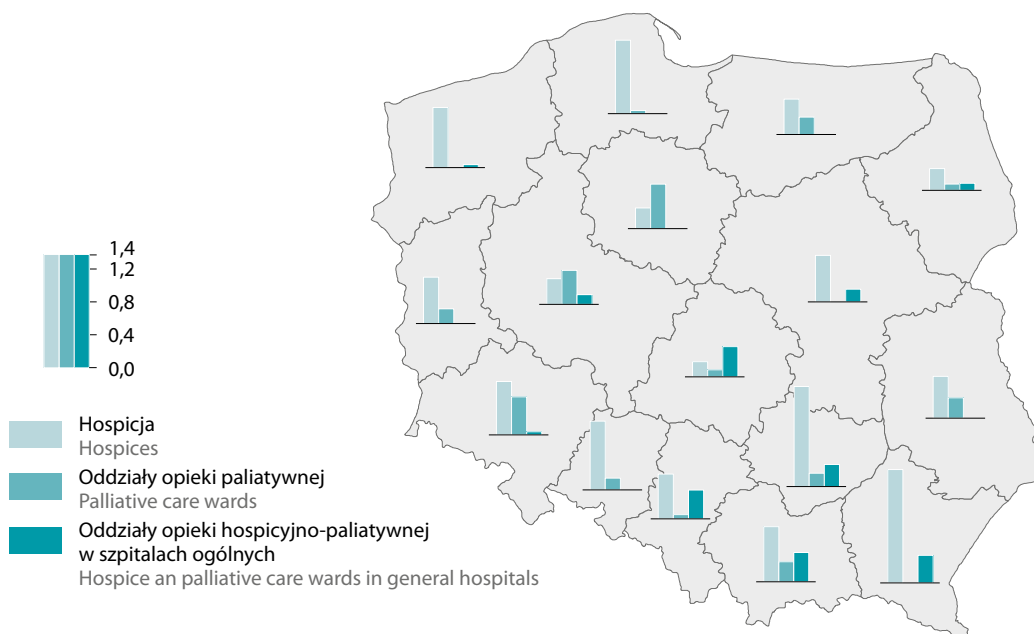 1,4
1,2
0,8
0,4
0,0
Hospicja
Hospices
Oddziały opieki paliatywnej
Palliative care wards
Oddziały opieki hospicyjno-paliatywnej
w szpitalach ogólnych
Hospice an palliative care wards in general hospitals